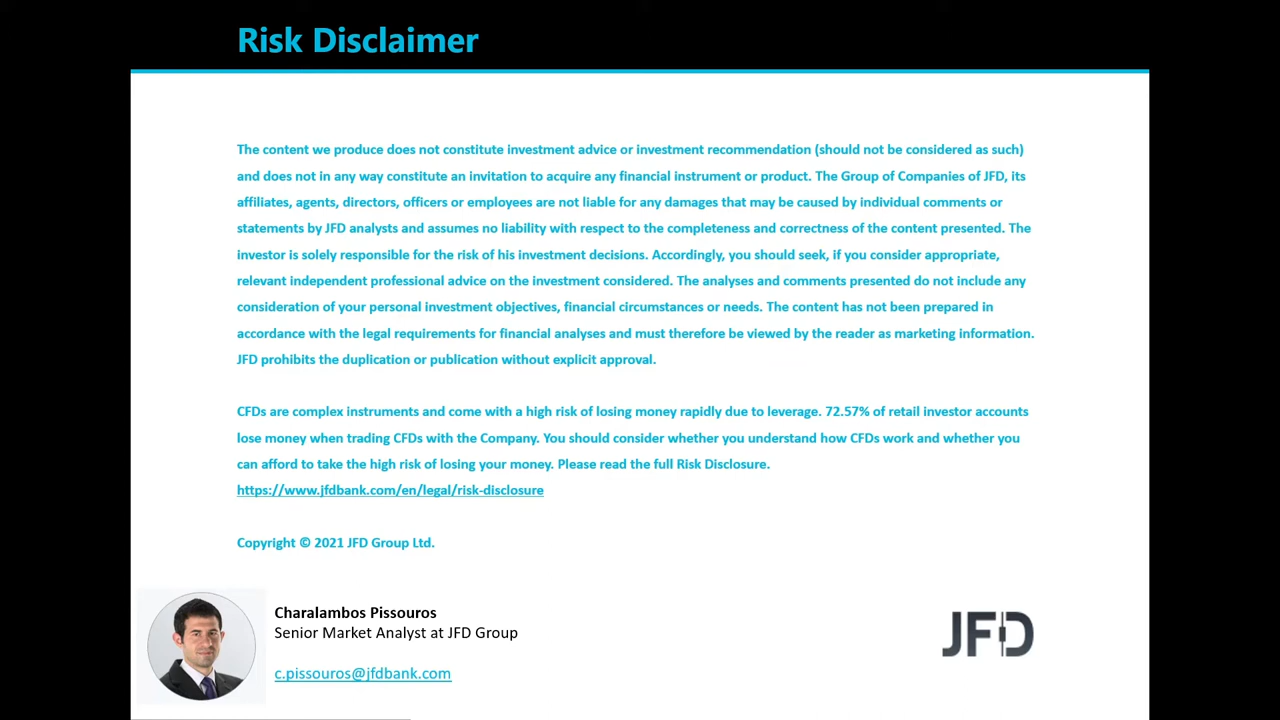 Risk Disclaimer
The content we produce does not constitute investment advice or investment recommendation (should not be considered as such)
and does not in any way constitute an invitation to acquire any financial instrument or product. The Group of Companies of JFD, its
affiliates, agents, directors, officers or employees are not liable for any damages that may be caused by individual comments or
statements by JFD analysts and assumes no liability with respect to the completeness and correctness of the content presented. The
investor is solely responsible for the risk of his investment decisions. Accordingly, you should seek, if you consider appropriate,
relevant independent professional advice on the investment considered. The analyses and comments presented do not include any
consideration of your personal investment objectives, financial circumstances or needs. The content has not been prepared in
accordance with the legal requirements for financial analyses and must therefore be viewed by the reader as marketing information.
JFD prohibits the duplication or publication without explicit approval.
CFDs are complex instruments and come with a high risk of losing money rapidly due to leverage. 72.57% of retail investor accounts
lose money when trading CFDs with the Company. You should consider whether you understand how CFDs work and whether you
can afford to take the high risk of losing your money. Please read the full Risk Disclosure.
https://www.jfdbank.com/en/legal/risk-disclosure
Copyright © 2021 JFD Group Ltd.
Charalambos Pissouros
Senior Market Analyst at JFD Group
c.pissouros@jfdbank.com
JFD